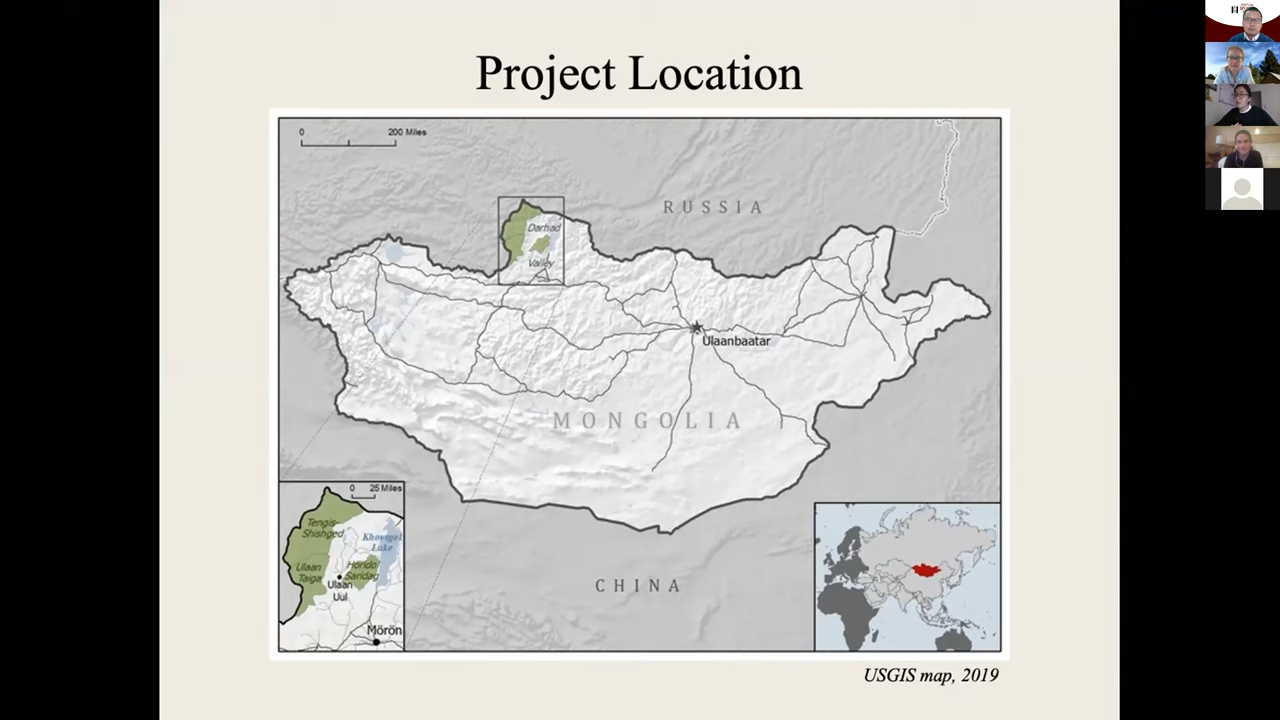 Project Location
0 200 Miles
RUSSIA
Darhad
Valley
Ulaanbaatar
MONGOLIA
0 25 Miles
Tengis-
Shishged
Khovsgol
Lake
Ulaan
Taiga
Horido
Saridag
Ulaan
Uul
Mörön
CHINA
USGIS map, 2019